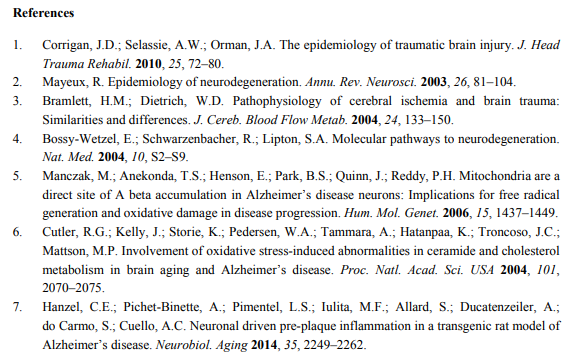 References
1. Corrigan, J.D.; Selassie, A.W.; Orman, J.A. The epidemiology of traumatic brain injury. J. Head
Trauma Rehabil. 2010, 25, 72–80.
2. Mayeux, R. Epidemiology of neurodegeneration. Annu. Rev. Neurosci. 2003, 26, 81–104.
3. Bramlett, H.M.; Dietrich, W.D. Pathophysiology of cerebral ischemia and brain trauma:
Similarities and differences. J. Cereb. Blood Flow Metab. 2004, 24, 133–150.
4. Bossy-Wetzel, E.; Schwarzenbacher, R.; Lipton, S.A. Molecular pathways to neurodegeneration.
Nat. Med. 2004, 10, S2–S9.
5. Manczak, M.; Anekonda, T.S.; Henson, E.; Park, B.S.; Quinn, J.; Reddy, P.H. Mitochondria are a
direct site of A beta accumulation in Alzheimer’s disease neurons: Implications for free radical
generation and oxidative damage in disease progression. Hum. Mol. Genet. 2006, 15, 1437–1449.
6. Cutler, R.G.; Kelly, J.; Storie, K.; Pedersen, W.A.; Tammara, A.; Hatanpaa, K.; Troncoso, J.C.;
Mattson, M.P. Involvement of oxidative stress-induced abnormalities in ceramide and cholesterol
metabolism in brain aging and Alzheimer’s disease. Proc. Natl. Acad. Sci. USA 2004, 101,
2070–2075.
7. Hanzel, C.E.; Pichet-Binette, A.; Pimentel, L.S.; Iulita, M.F.; Allard, S.; Ducatenzeiler, A.;
do Carmo, S.; Cuello, A.C. Neuronal driven pre-plaque inflammation in a transgenic rat model of
Alzheimer’s disease. Neurobiol. Aging 2014, 35, 2249–2262.